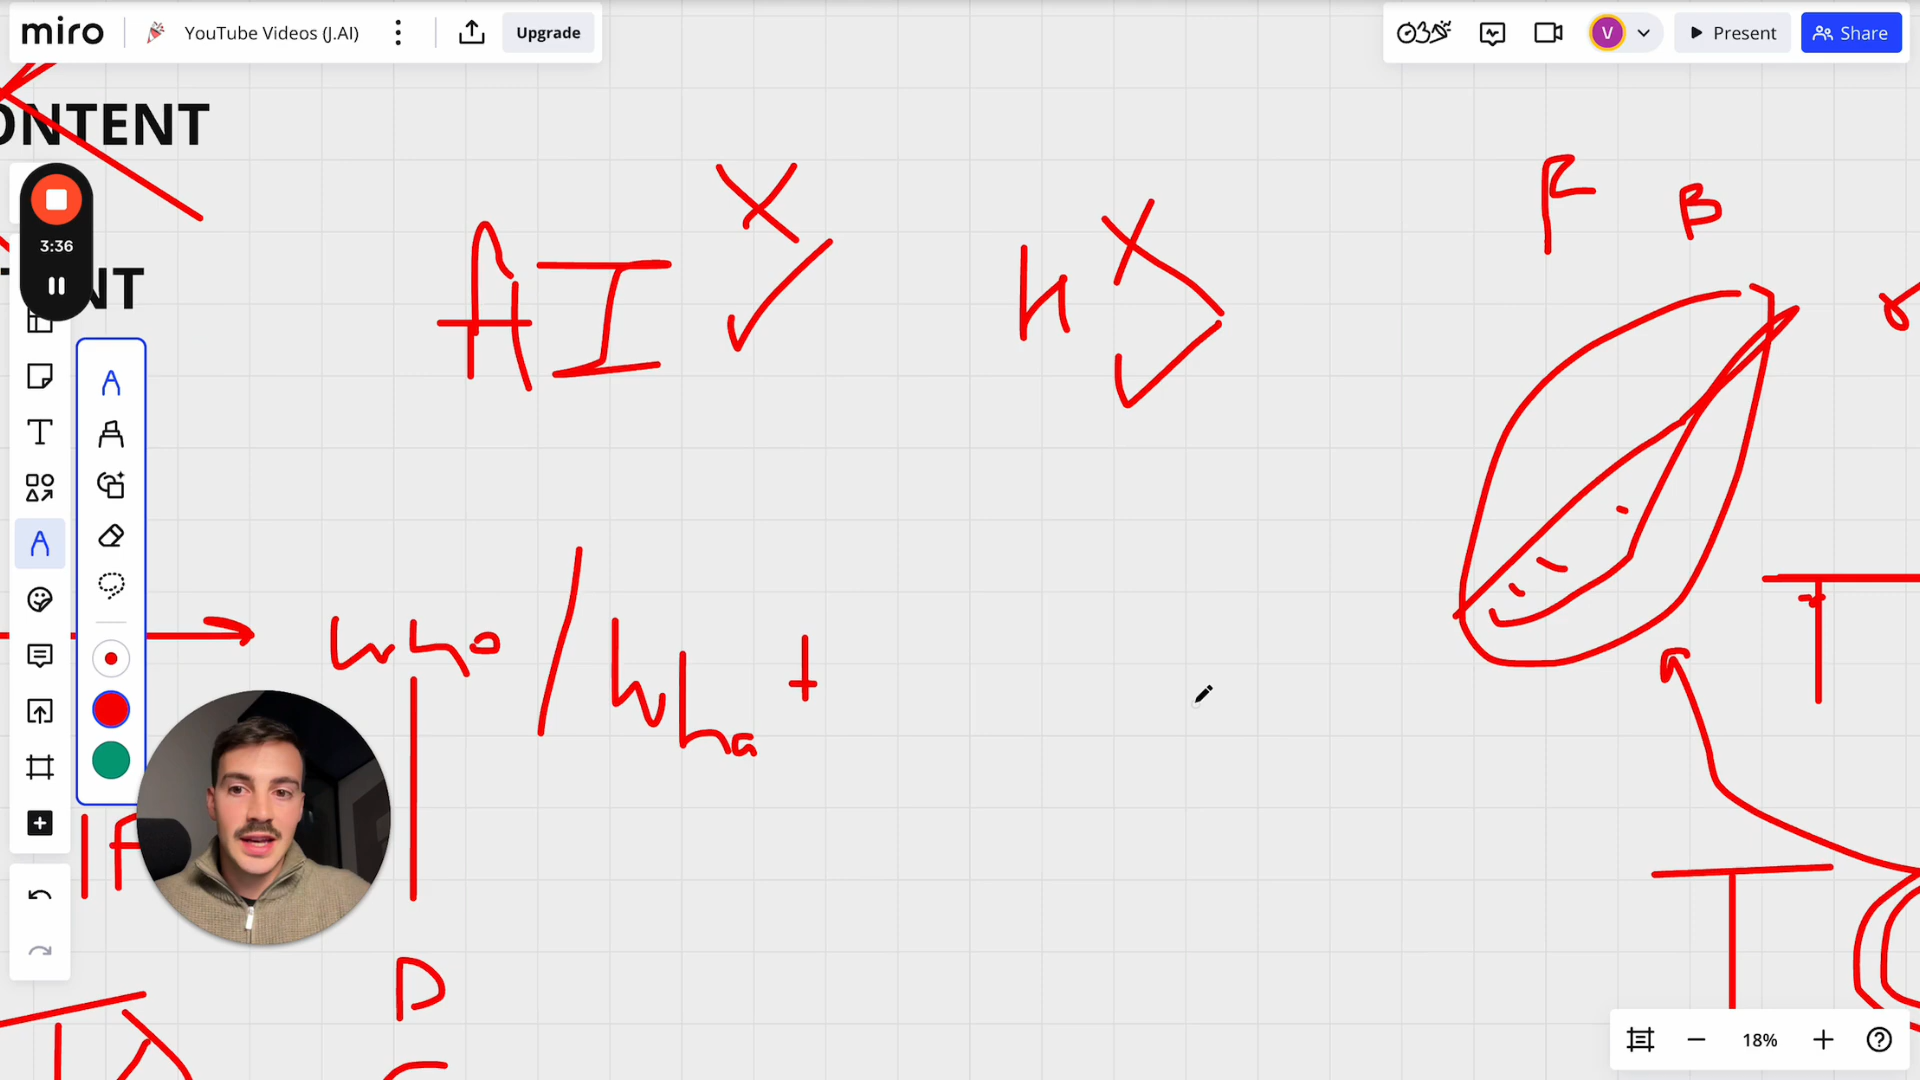 miro YouTube Videos (J.AI) Upgrade V Present Share
ONTENT
F B
3:36
AI
NT
who / what
T
T
D
18%